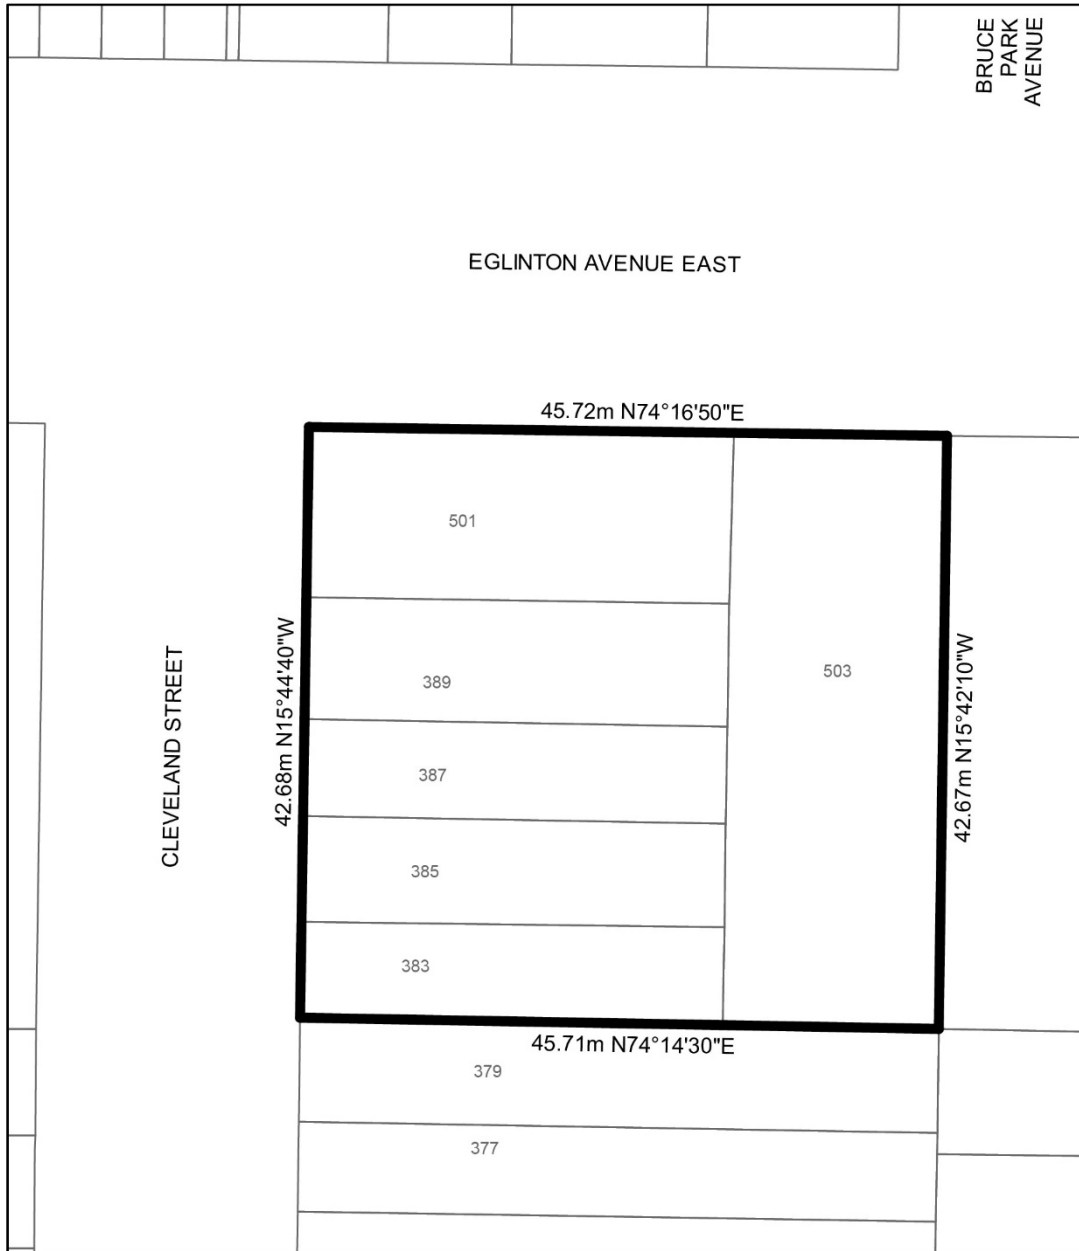 BRUCE
PARK
AVENUE
EGLINTON AVENUE EAST
45.72m N74°16'50"E
501
CLEVELAND STREET
42.68m N15°44'40"W
389
503
42.67m N15°42'10"W
387
385
383
45.71m N74°14'30"E
379
377